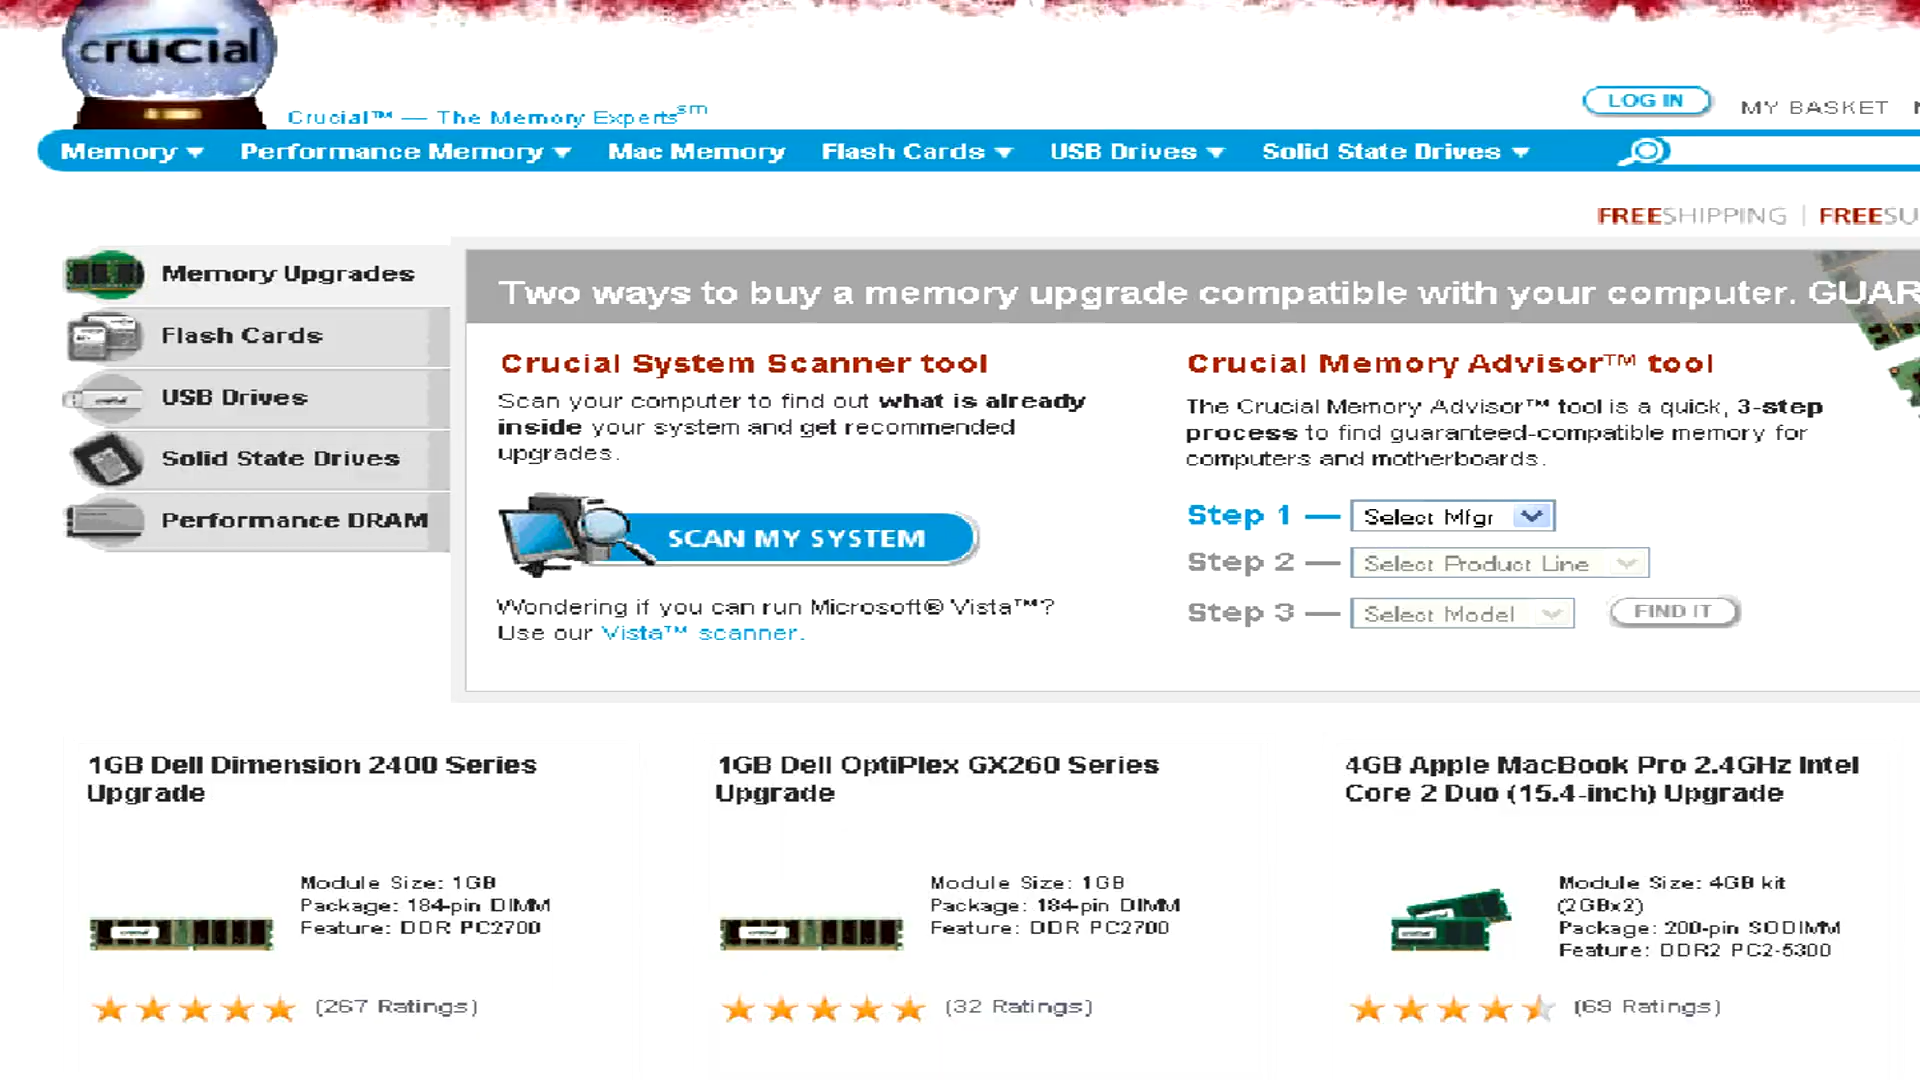 crucial
Crucial™ — The Memory Experts℠
LOG IN
MY BASKET
Memory
Performance Memory
Mac Memory
Flash Cards
USB Drives
Solid State Drives
FREESHIPPING | FREESU
Memory Upgrades
Flash Cards
USB Drives
Solid State Drives
Performance DRAM
Two ways to buy a memory upgrade compatible with your computer. GUAR
Crucial System Scanner tool
Scan your computer to find out what is already
inside your system and get recommended
upgrades.
SCAN MY SYSTEM
Wondering if you can run Microsoft® Vista™?
Use our Vista™ scanner.
Crucial Memory Advisor™ tool
The Crucial Memory Advisor™ tool is a quick, 3-step
process to find guaranteed-compatible memory for
computers and motherboards.
Step 1 — Select Mfgr
Step 2 — Select Product Line
Step 3 — Select Model FIND IT
1GB Dell Dimension 2400 Series
Upgrade
Module Size: 1GB
Package: 184-pin DIMM
Feature: DDR PC2700
(267 Ratings)
1GB Dell OptiPlex GX260 Series
Upgrade
Module Size: 1GB
Package: 184-pin DIMM
Feature: DDR PC2700
(32 Ratings)
4GB Apple MacBook Pro 2.4GHz Intel
Core 2 Duo (15.4-inch) Upgrade
Module Size: 4GB kit
(2GBx2)
Package: 200-pin SODIMM
Feature: DDR2 PC2-5300
(69 Ratings)